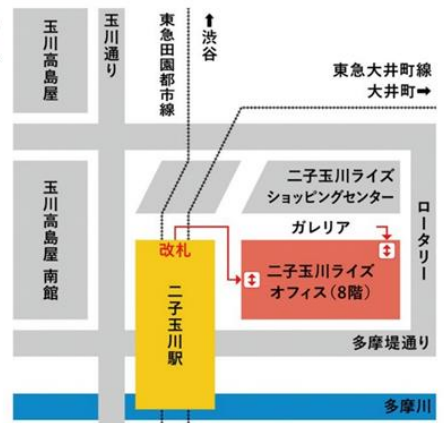 玉川高島屋
玉川通り
東急田園都市線
↑渋谷
東急大井町線
大井町➡
二子玉川ライズ
ショッピングセンター
ロータリー
ガレリア
改札
玉川高島屋 南館
二子玉川駅
二子玉川ライズ
オフィス(8階)
多摩堤通り
多摩川